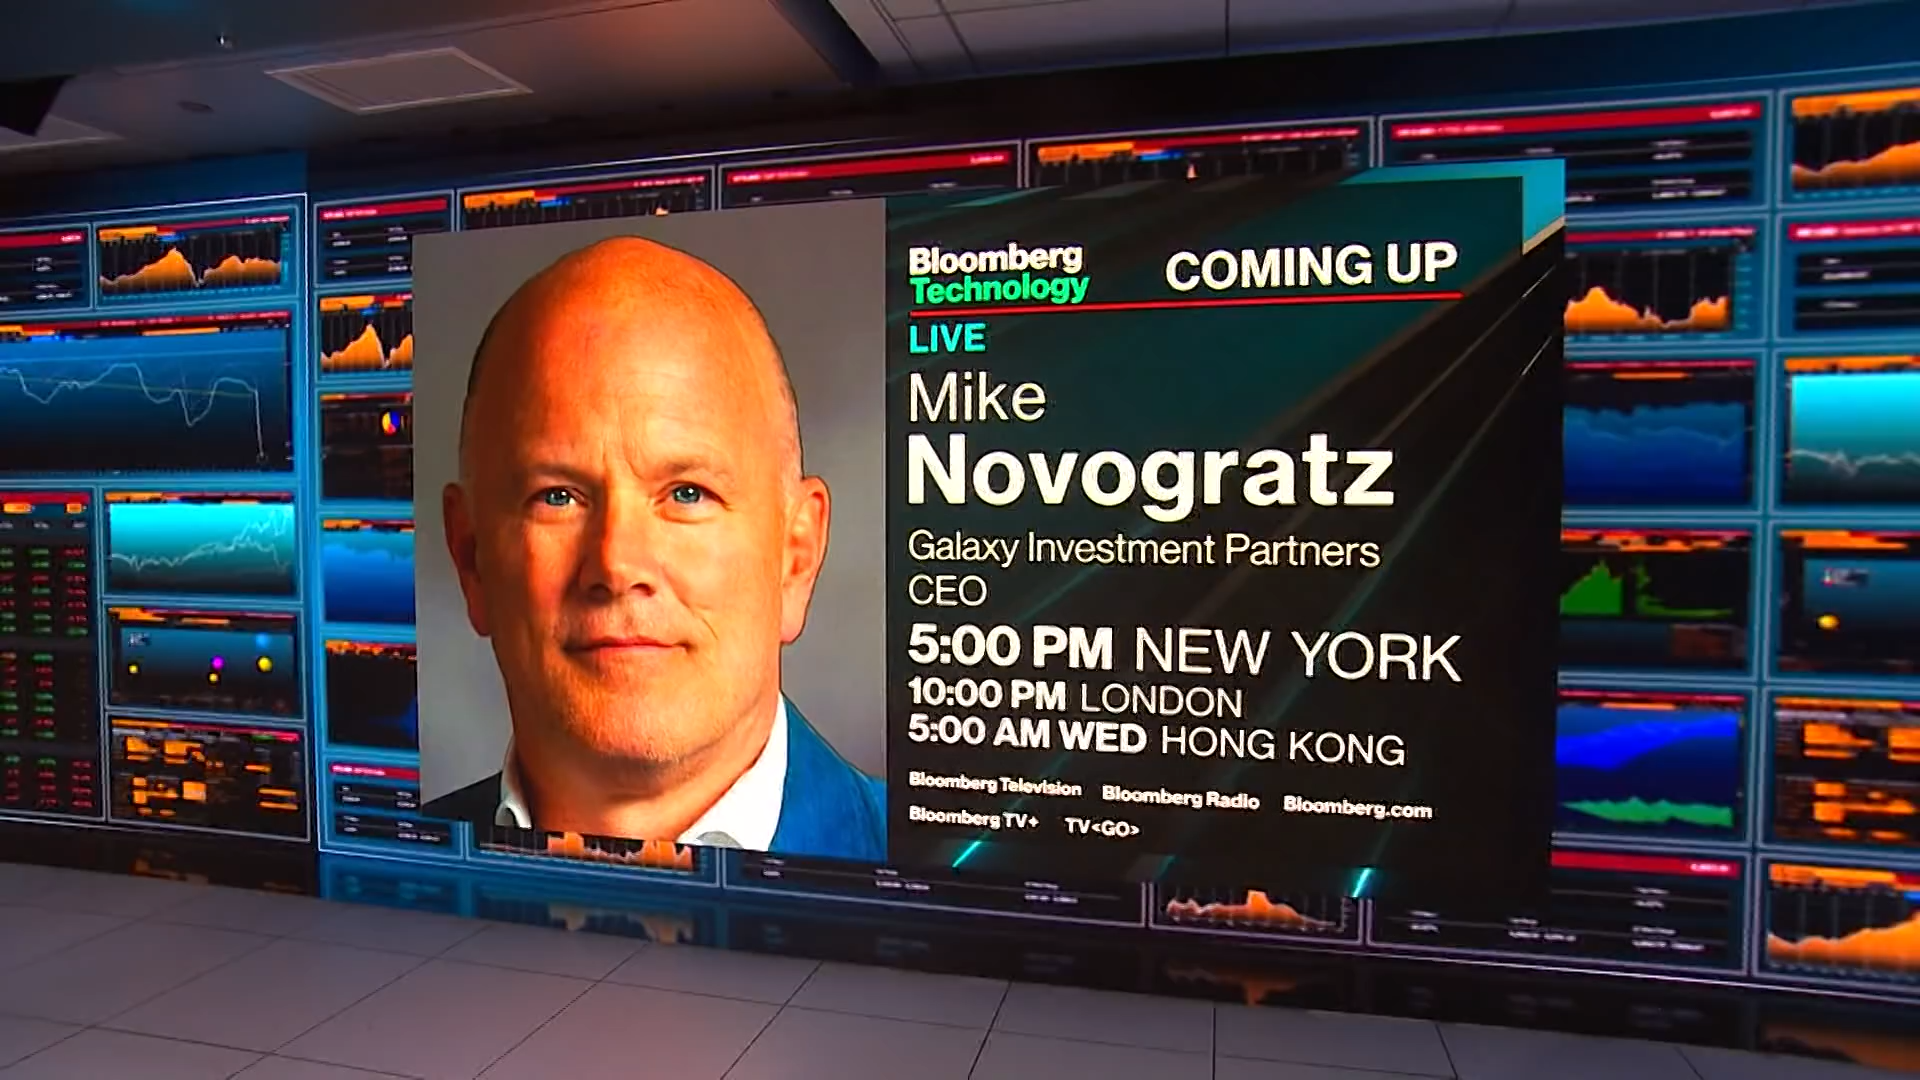 Bloomberg
Technology
COMING UP
LIVE
Mike
Novogratz
Galaxy Investment Partners
CEO
5:00 PM NEW YORK
10:00 PM LONDON
5:00 AM WED HONG KONG
Bloomberg Television Bloomberg Radio Bloomberg.com
Bloomberg TV+ TV<GO>